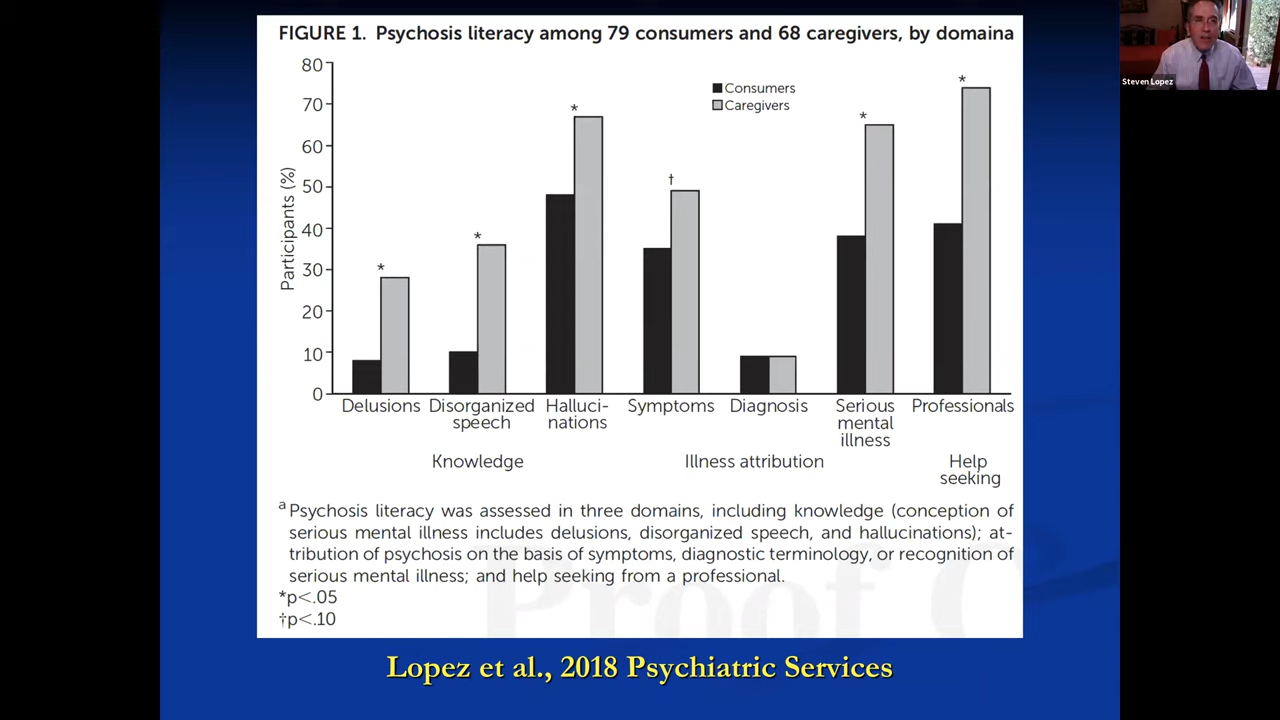 FIGURE 1. Psychosis literacy among 79 consumers and 68 caregivers, by domaina
Steven Lopez
Consumers
Caregivers
Participants (%)
80
70
60
50
40
30
20
10
0
*
*
*
†
*
*
Delusions Disorganized speech Halluci-nations Symptoms Diagnosis Serious mental illness Professionals
Knowledge
Illness attribution
Help
seeking
a Psychosis literacy was assessed in three domains, including knowledge (conception of
serious mental illness includes delusions, disorganized speech, and hallucinations); at-
tribution of psychosis on the basis of symptoms, diagnostic terminology, or recognition of
serious mental illness; and help seeking from a professional.
*p<.05
†p<.10
Proof
Lopez et al., 2018 Psychiatric Services